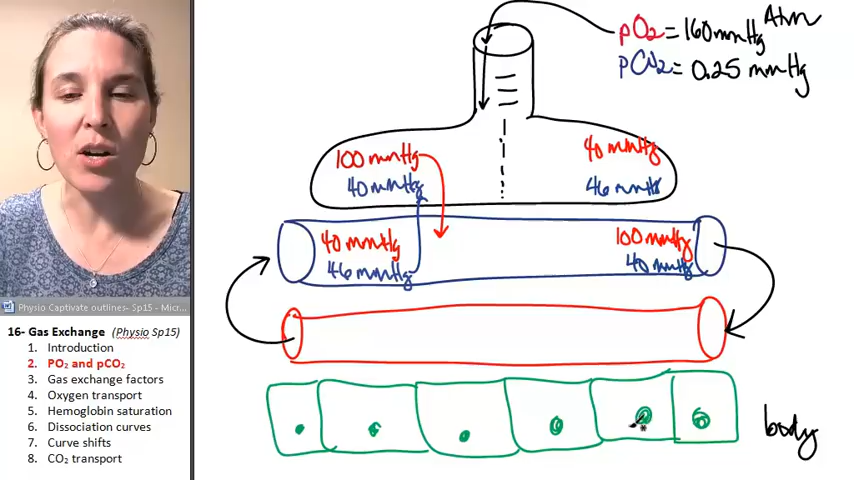 pO2 = 160 mmHg Atm
pCO2 = 0.25 mmHg
100 mmHg
40 mmHg
40 mmHg
46 mmHg
40 mmHg
46 mmHg
100 mmHg
40 mmHg
body
Physio Captivate outlines- Sp15 - Micr...
16- Gas Exchange (Physio Sp15)
1. Introduction
2. PO₂ and pCO₂
3. Gas exchange factors
4. Oxygen transport
5. Hemoglobin saturation
6. Dissociation curves
7. Curve shifts
8. CO₂ transport